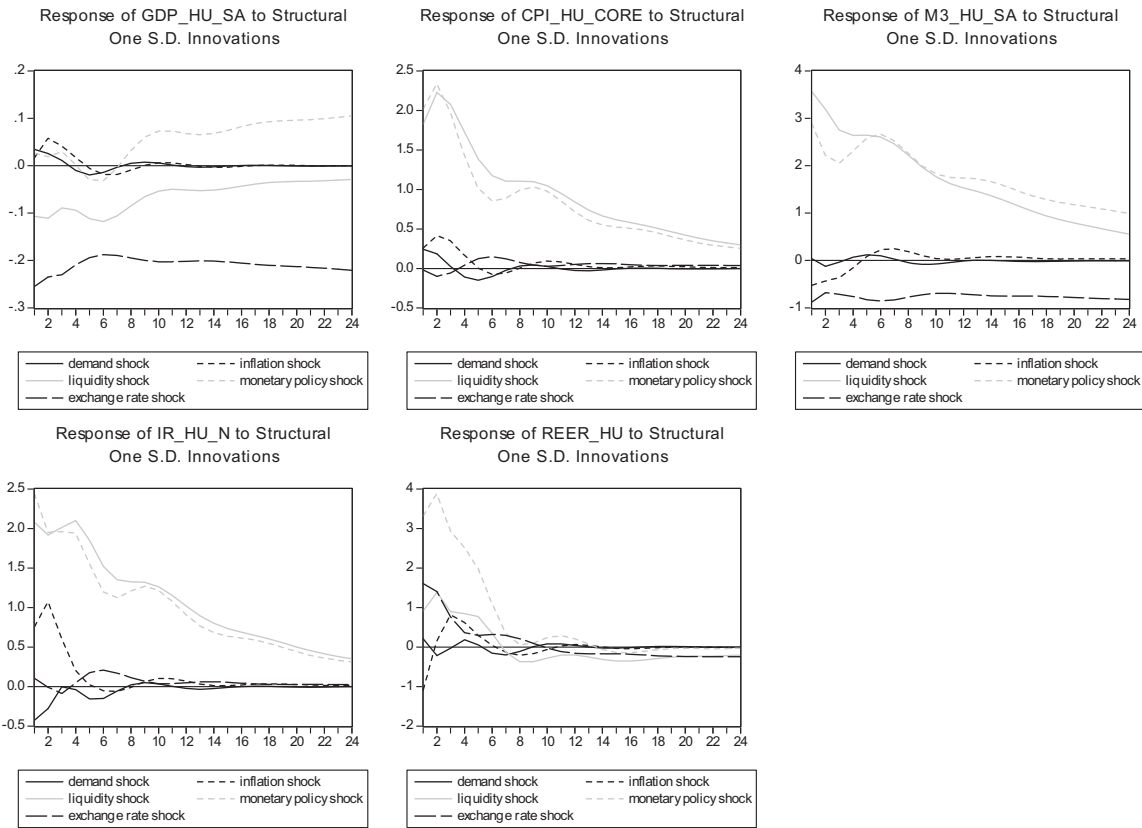 Response of GDP_HU_SA to Structural
One S.D. Innovations
.2
.1
.0
-.1
-.2
-.3
2 4 6 8 10 12 14 16 18 20 22 24
demand shock inflation shock
liquidity shock monetary policy shock
exchange rate shock
Response of CPI_HU_CORE to Structural
One S.D. Innovations
2.5
2.0
1.5
1.0
0.5
0.0
-0.5
2 4 6 8 10 12 14 16 18 20 22 24
demand shock inflation shock
liquidity shock monetary policy shock
exchange rate shock
Response of M3_HU_SA to Structural
One S.D. Innovations
4
3
2
1
0
-1
2 4 6 8 10 12 14 16 18 20 22 24
demand shock inflation shock
liquidity shock monetary policy shock
exchange rate shock
Response of IR_HU_N to Structural
One S.D. Innovations
2.5
2.0
1.5
1.0
0.5
0.0
-0.5
2 4 6 8 10 12 14 16 18 20 22 24
demand shock inflation shock
liquidity shock monetary policy shock
exchange rate shock
Response of REER_HU to Structural
One S.D. Innovations
4
3
2
1
0
-1
-2
2 4 6 8 10 12 14 16 18 20 22 24
demand shock inflation shock
liquidity shock monetary policy shock
exchange rate shock